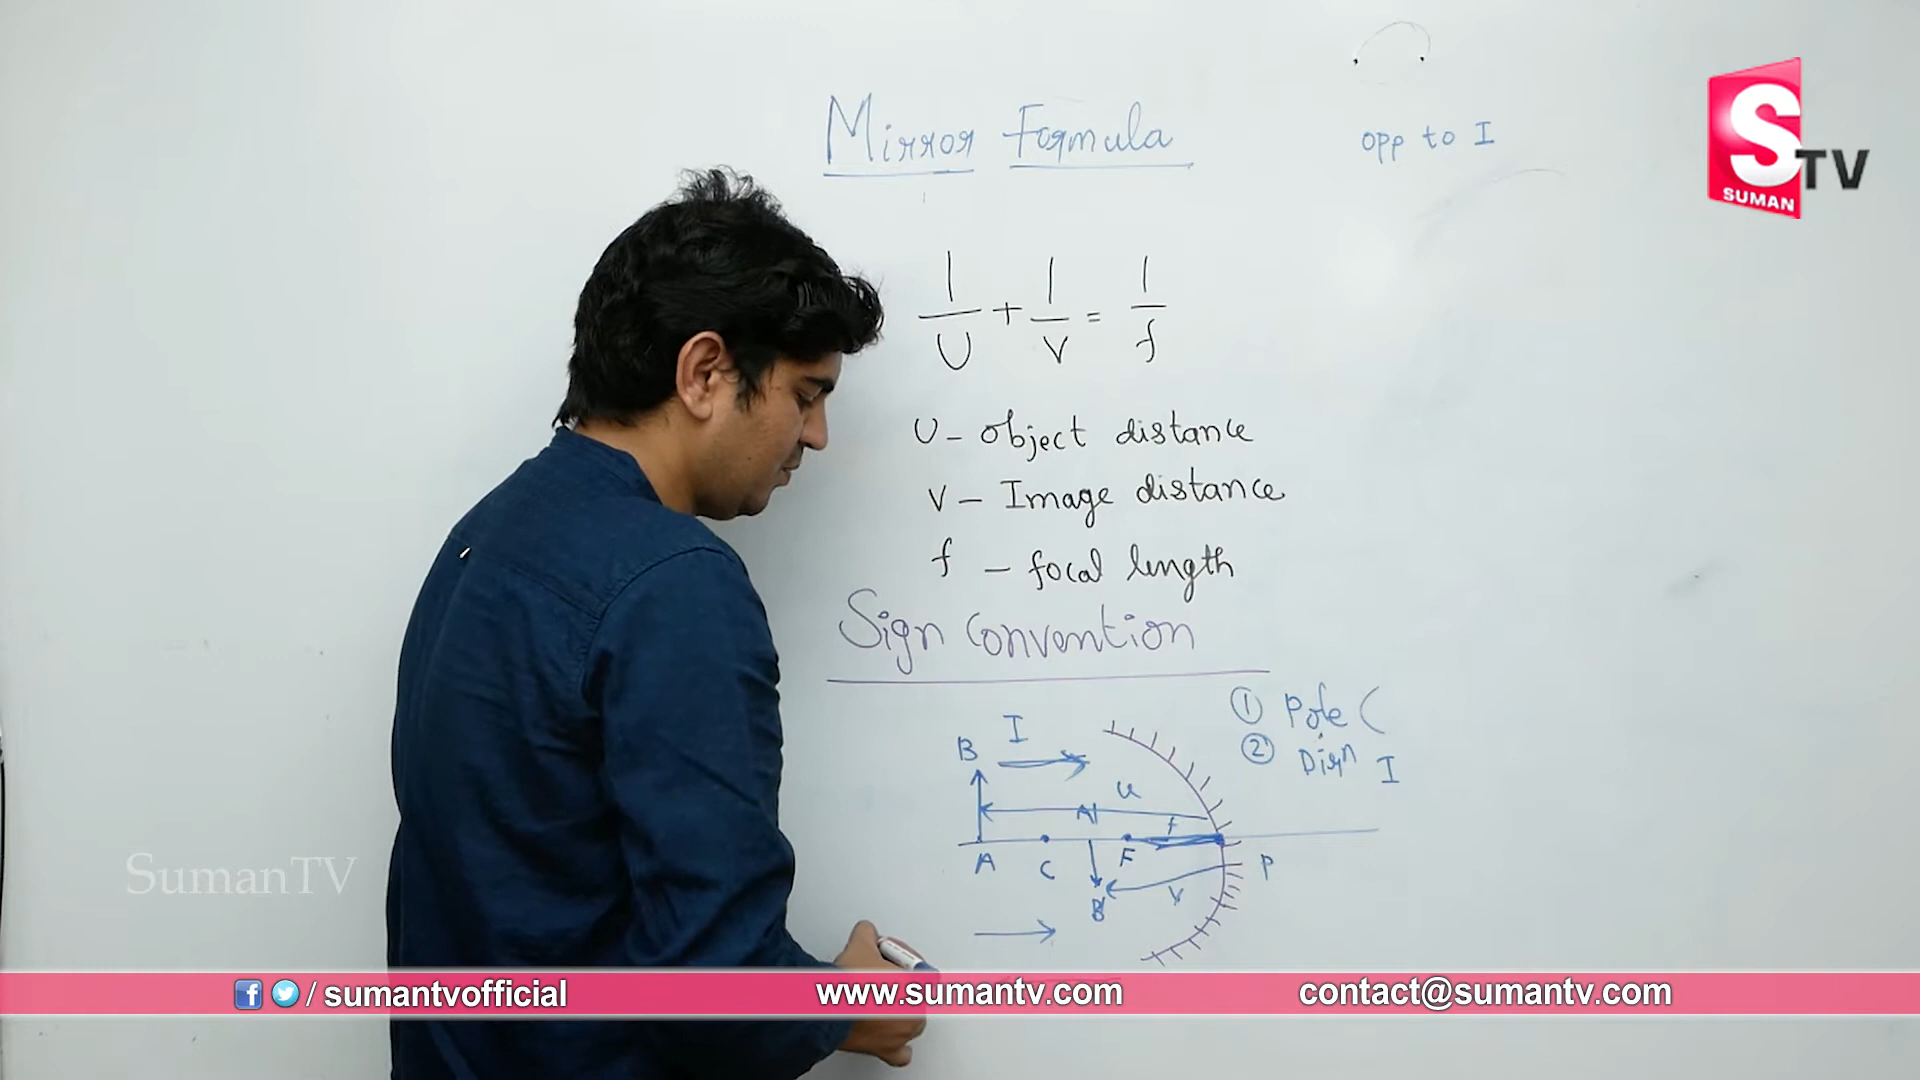 Mirror Formula
opp to I
S TV
SUMAN
1/U + 1/V = 1/f
U - object distance
V - Image distance
f - focal length
Sign Convention
① Pole (
② Dirn I
I
B
u
A'
f
A C F P
B' V
SumanTV
/ sumantvofficial www.sumantv.com contact@sumantv.com